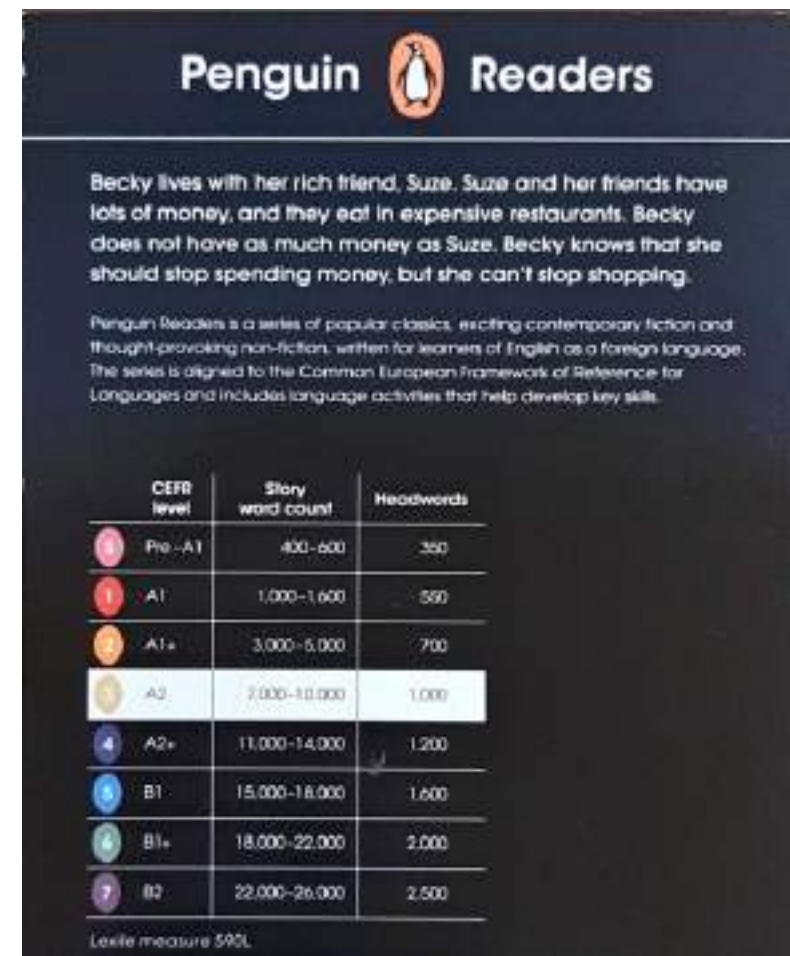 Penguin Readers
Becky lives with her rich friend, Suze. Suze and her friends have
lots of money, and they eat in expensive restaurants. Becky
does not have as much money as Suze. Becky knows that she
should stop spending money, but she can't stop shopping.
Penguin Readers is a series of popular classics, exciting contemporary fiction and
thought-provoking non-fiction, written for learners of English as a foreign language.
The series is aligned to the Common European Framework of Reference for
Languages and includes language activities that help develop key skills.
CEFR level Story word count Headwords
Pre-A1 400-600 350
1 A1 1,000-1,600 550
2 A1+ 3,000-5,000 700
3 A2 7,000-10,000 1,000
4 A2+ 11,000-14,000 1,200
5 B1 15,000-18,000 1,600
6 B1+ 18,000-22,000 2,000
7 B2 22,000-26,000 2,500
Lexile measure 590L